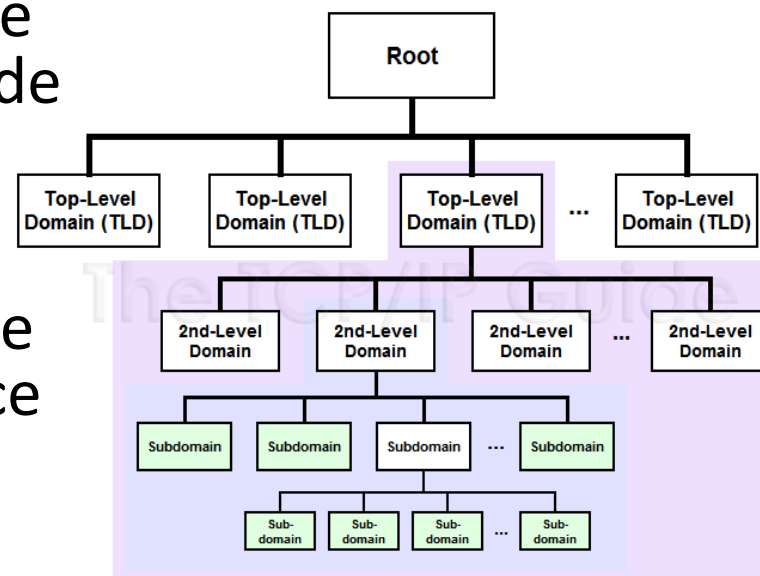 e
de
e
ce
Root
Top-Level
Domain (TLD)
Top-Level
Domain (TLD)
Top-Level
Domain (TLD)
...
Top-Level
Domain (TLD)
The TCP/IP Guide
2nd-Level
Domain
2nd-Level
Domain
2nd-Level
Domain
...
2nd-Level
Domain
Subdomain
Subdomain
Subdomain
...
Subdomain
Sub-
domain
Sub-
domain
Sub-
domain
...
Sub-
domain